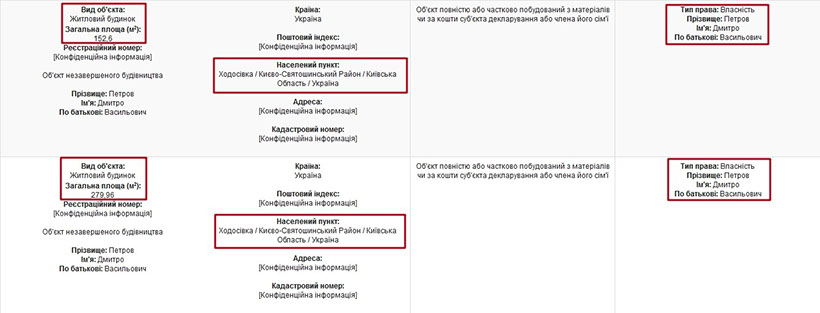 Вид об'єкта:
Житловий будинок
Загальна площа (м²):
152,6
Реєстраційний номер:
[Конфіденційна інформація]
Об'єкт незавершеного будівництва
Прізвище: Петров
Ім'я: Дмитро
По батькові: Васильович
Країна:
Україна
Поштовий індекс:
[Конфіденційна інформація]
Населений пункт:
Ходосівка / Києво-Святошинський Район / Київська
Область / Україна
Адреса:
[Конфіденційна інформація]
Кадастровий номер:
[Конфіденційна інформація]
Об'єкт повністю або частково побудований з матеріалів
чи за кошти суб'єкта декларування або члена його сім'ї
Тип права: Власність
Прізвище: Петров
Ім'я: Дмитро
По батькові: Васильович
Вид об'єкта:
Житловий будинок
Загальна площа (м²):
279,96
Реєстраційний номер:
[Конфіденційна інформація]
Об'єкт незавершеного будівництва
Прізвище: Петров
Ім'я: Дмитро
По батькові: Васильович
Країна:
Україна
Поштовий індекс:
[Конфіденційна інформація]
Населений пункт:
Ходосівка / Києво-Святошинський Район / Київська
Область / Україна
Адреса:
[Конфіденційна інформація]
Кадастровий номер:
[Конфіденційна інформація]
Об'єкт повністю або частково побудований з матеріалів
чи за кошти суб'єкта декларування або члена його сім'ї
Тип права: Власність
Прізвище: Петров
Ім'я: Дмитро
По батькові: Васильович